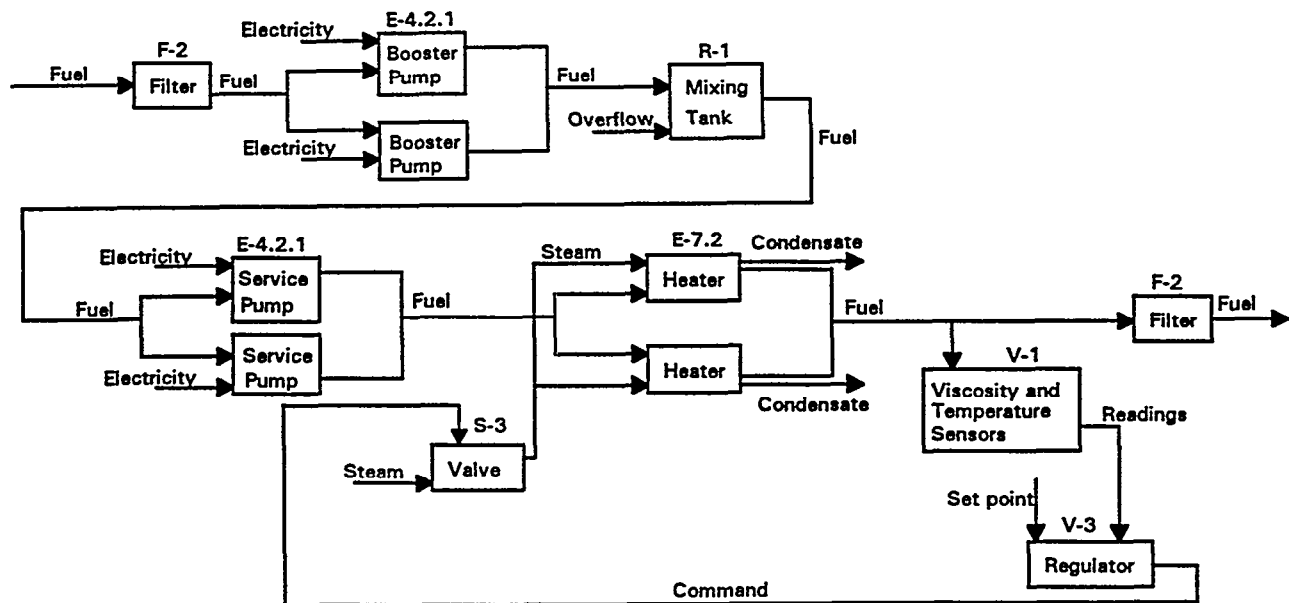 E-4.2.1
Electricity
F-2
Booster
Pump
R-1
Fuel
Filter
Fuel
Fuel
Mixing
Tank
Overflow
Electricity
Booster
Pump
Fuel
E-4.2.1
Electricity
Service
Pump
Steam
E-7.2
Condensate
Heater
Fuel
Fuel
Fuel
F-2
Filter
Fuel
Service
Pump
Electricity
Heater
Condensate
V-1
Viscosity and
Temperature
Sensors
Readings
S-3
Valve
Steam
Set point
V-3
Regulator
Command